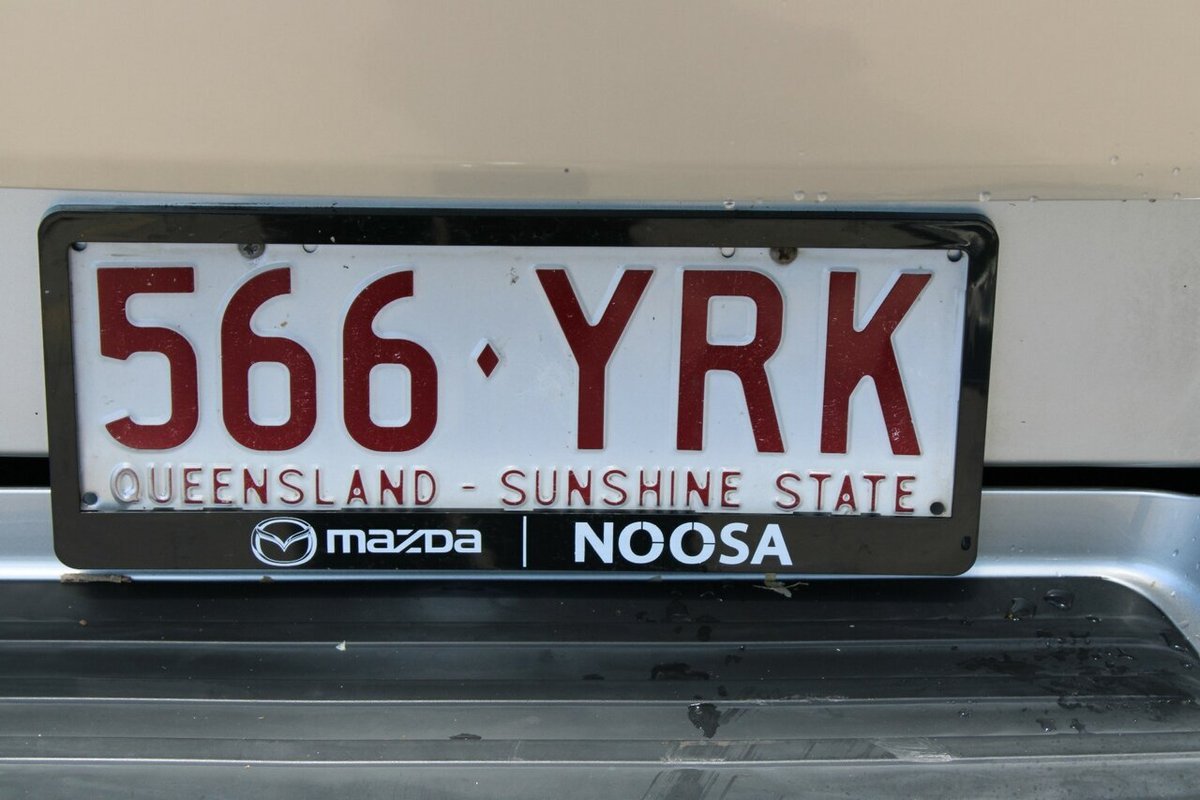 566♦YRK
QUEENSLAND - SUNSHINE STATE
mazda | NOOSA